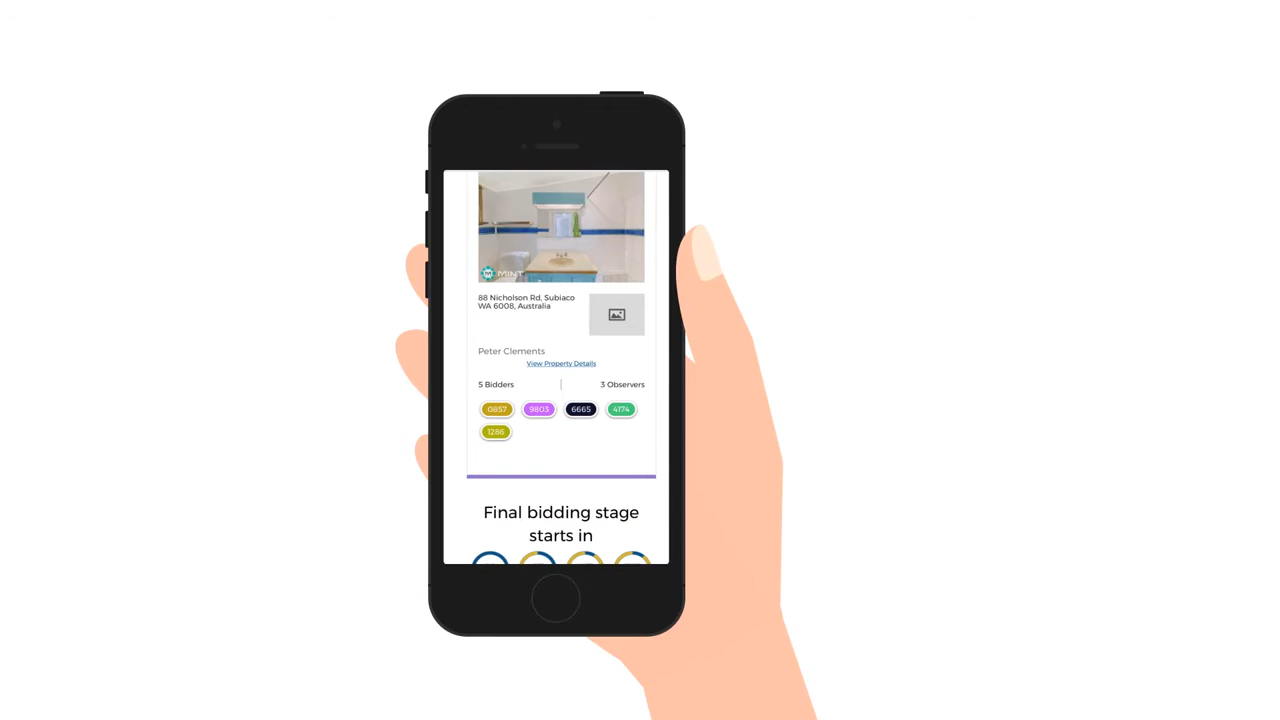 MINT
88 Nicholson Rd, Subiaco
WA 6008, Australia
Peter Clements
View Property Details
5 Bidders | 3 Observers
0857 9803 6665 4174
1286
Final bidding stage
starts in